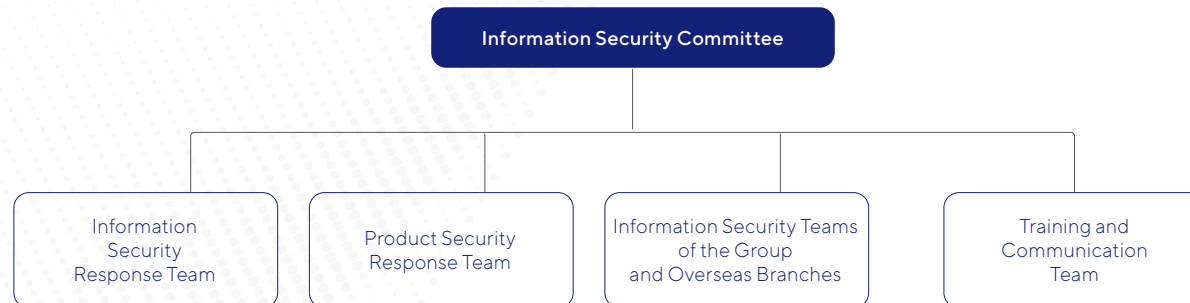 Information Security Committee
Information
Security
Response Team
Product Security
Response Team
Information Security Teams
of the Group
and Overseas Branches
Training and
Communication
Team